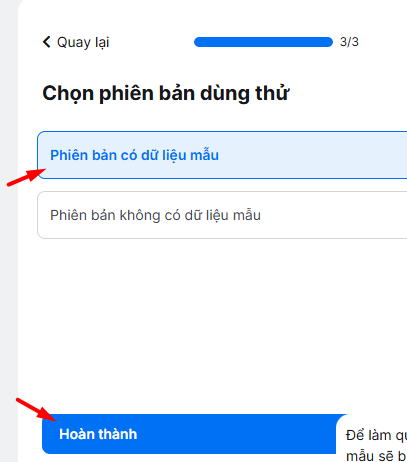 Quay lại
3/3
Chọn phiên bản dùng thử
Phiên bản có dữ liệu mẫu
Phiên bản không có dữ liệu mẫu
Hoàn thành
Để làm
mẫu sẽ